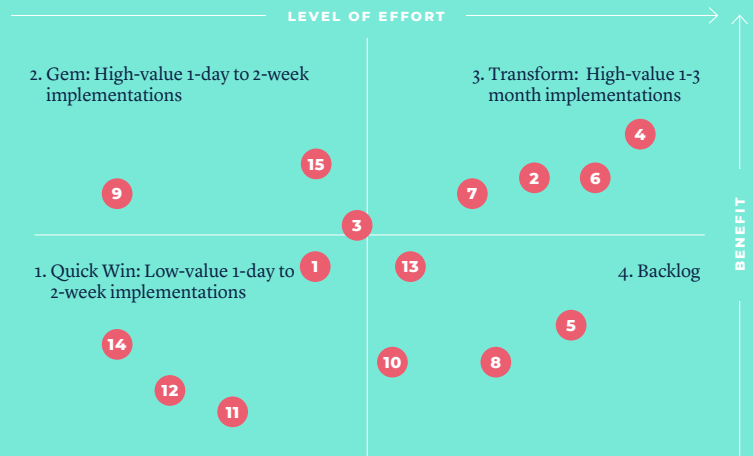 LEVEL OF EFFORT
2. Gem: High-value 1-day to 2-week
implementations
3. Transform: High-value 1-3
month implementations
4
15
2
6
9
7
BENEFIT
3
1. Quick Win: Low-value 1-day to
2-week implementations
1
13
4. Backlog
5
14
10
8
12
11